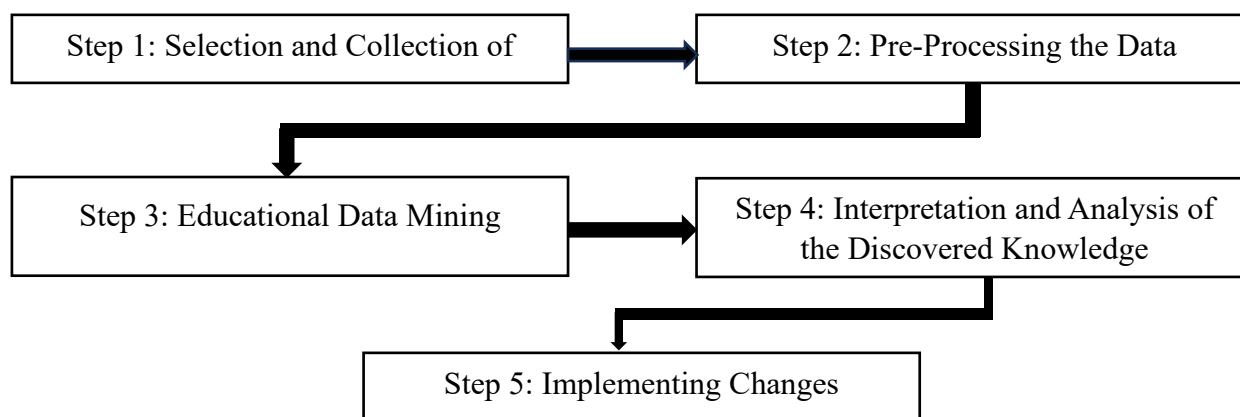 Step 1: Selection and Collection of
Step 2: Pre-Processing the Data
Step 3: Educational Data Mining
Step 4: Interpretation and Analysis of
the Discovered Knowledge
Step 5: Implementing Changes